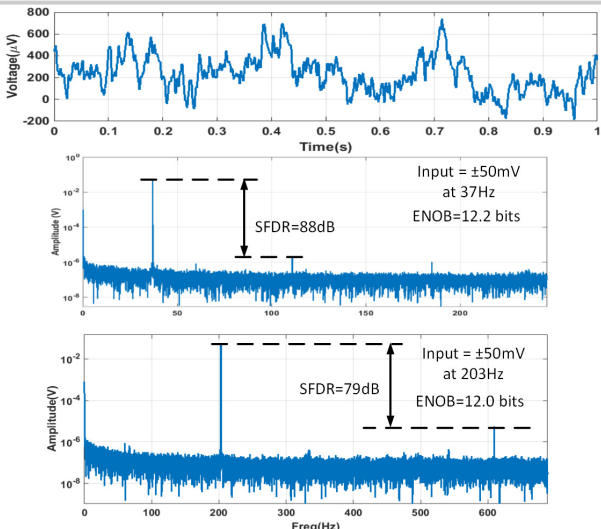 800
600
400
200
0
-200
Voltage(μV)
0 0.1 0.2 0.3 0.4 0.5 0.6 0.7 0.8 0.9 1
Time(s)
10⁰
10⁻²
10⁻⁴
10⁻⁶
10⁻⁸
Amplitude (V)
Input = ±50mV
at 37Hz
ENOB=12.2 bits
SFDR=88dB
0 50 100 150 200
10⁻²
10⁻⁴
10⁻⁶
10⁻⁸
Amplitude(V)
Input = ±50mV
at 203Hz
SFDR=79dB
ENOB=12.0 bits
0 100 200 300 400 500 600
Freq(Hz)